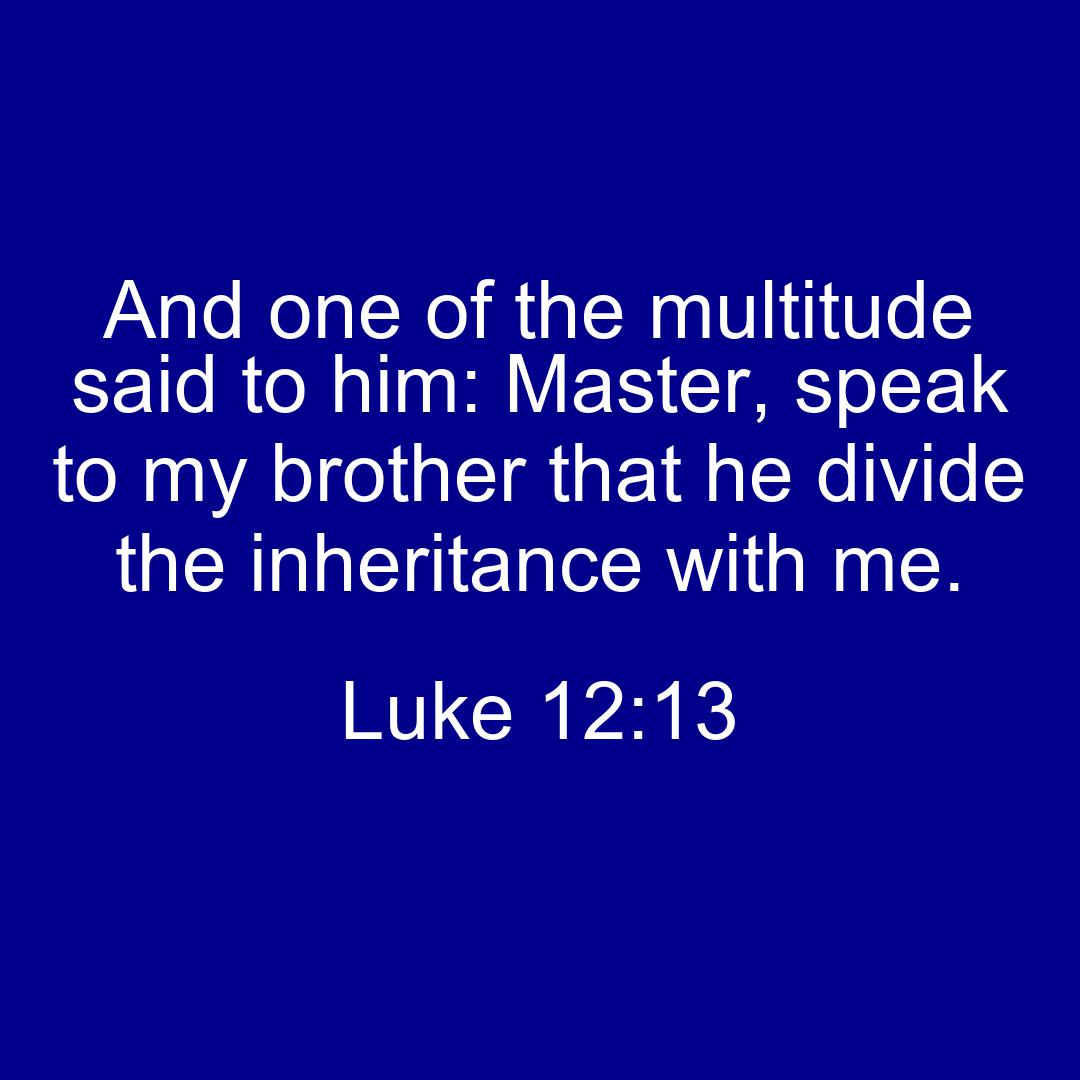 And one of the multitude
said to him: Master, speak
to my brother that he divide
the inheritance with me.
Luke 12:13